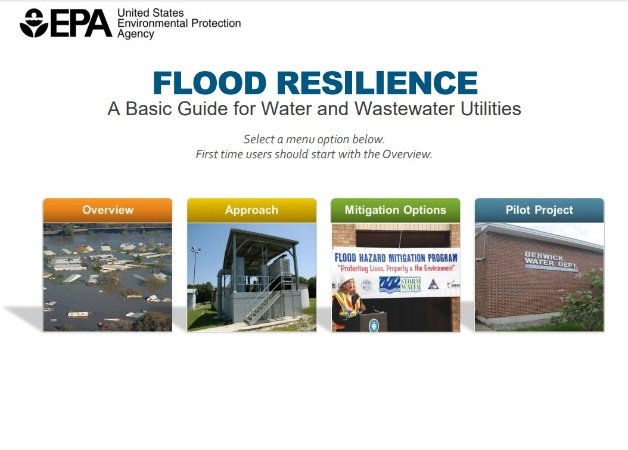 EPA
United States
Environmental Protection
Agency
FLOOD RESILIENCE
A Basic Guide for Water and Wastewater Utilities
Select a menu option below.
First time users should start with the Overview.
Overview
Approach
Mitigation Options
Pilot Project
FLOOD HAZARD MITIGATION PROGRAM
"Protecting Lives, Property & the Environment"
STORM
WATER
BERWICK
WATER DEPT.